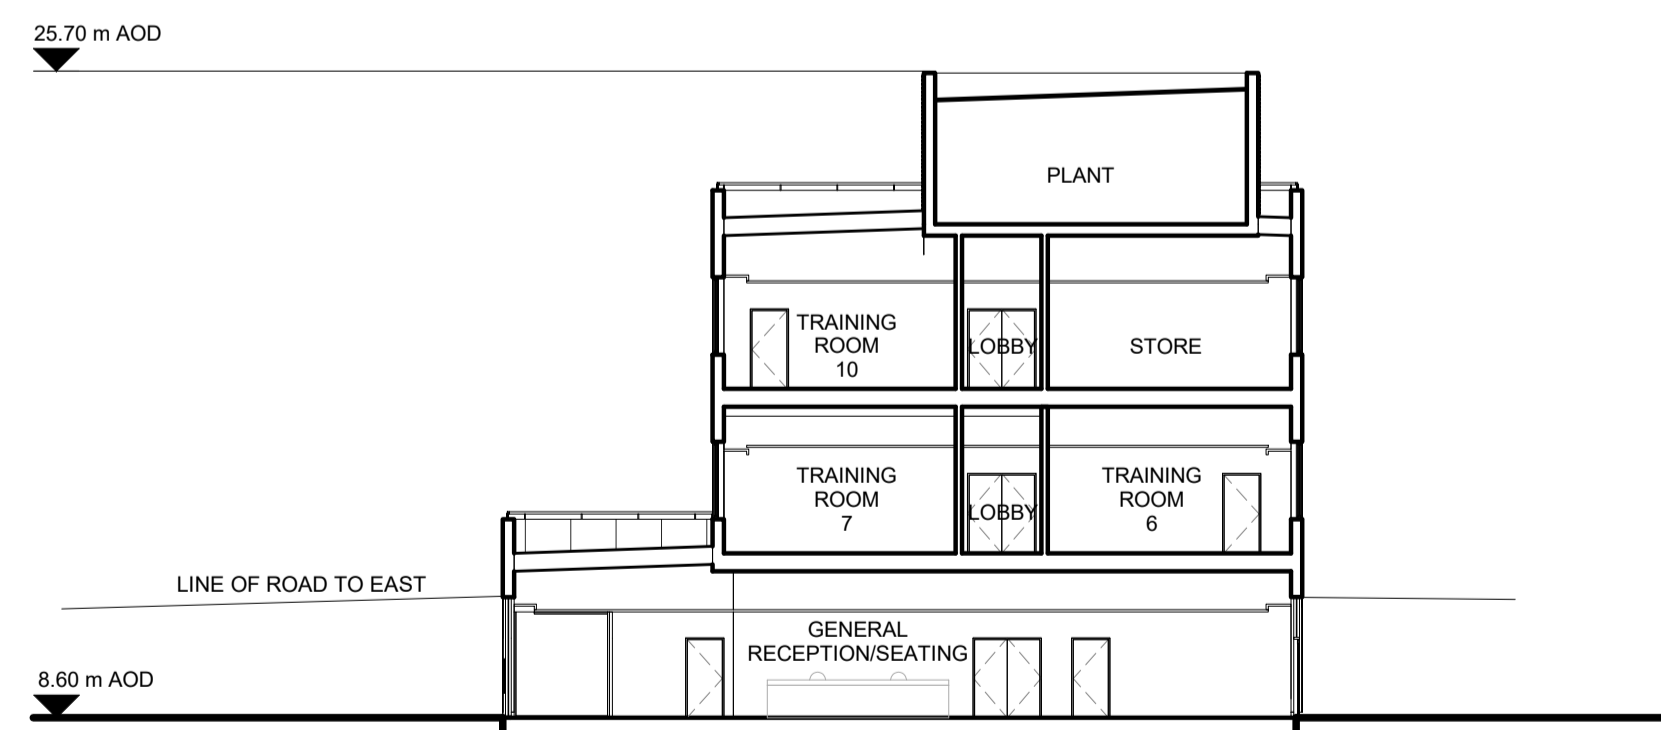 25.70 m AOD
PLANT
TRAINING
ROOM
10
LOBBY
STORE
TRAINING
ROOM
7
LOBBY
TRAINING
ROOM
6
LINE OF ROAD TO EAST
GENERAL
RECEPTION/SEATING
8.60 m AOD